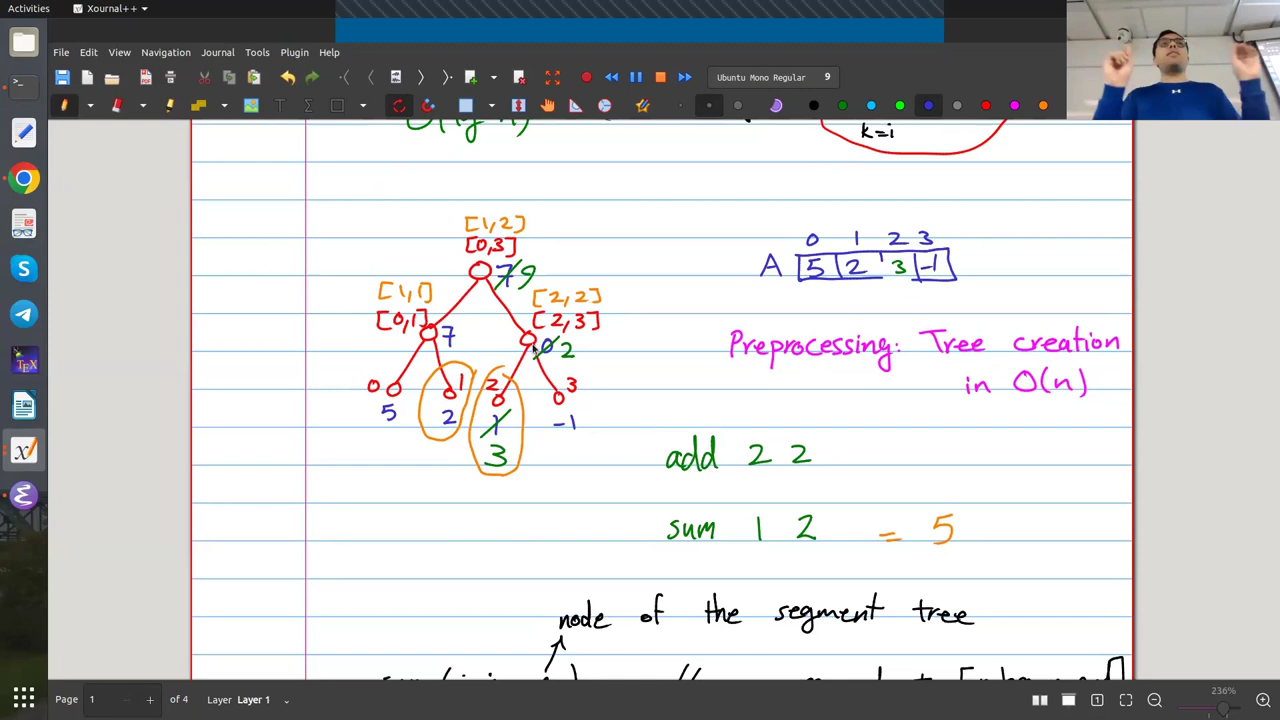 Activities Xournal++
File Edit View Navigation Journal Tools Plugin Help
Ubuntu Mono Regular 9
k=i
[1,2]
[0,3]
7 9
[1,1] [2,2]
[0,1] [2,3]
7 0 2
0 1 2 3
5 2 1 -1
3
0 1 2 3
A 5 2 3 -1
Preprocessing: Tree creation
in O(n)
add 2 2
sum 1 2 = 5
node of the segment tree
Page 1 of 4 Layer Layer 1
236%